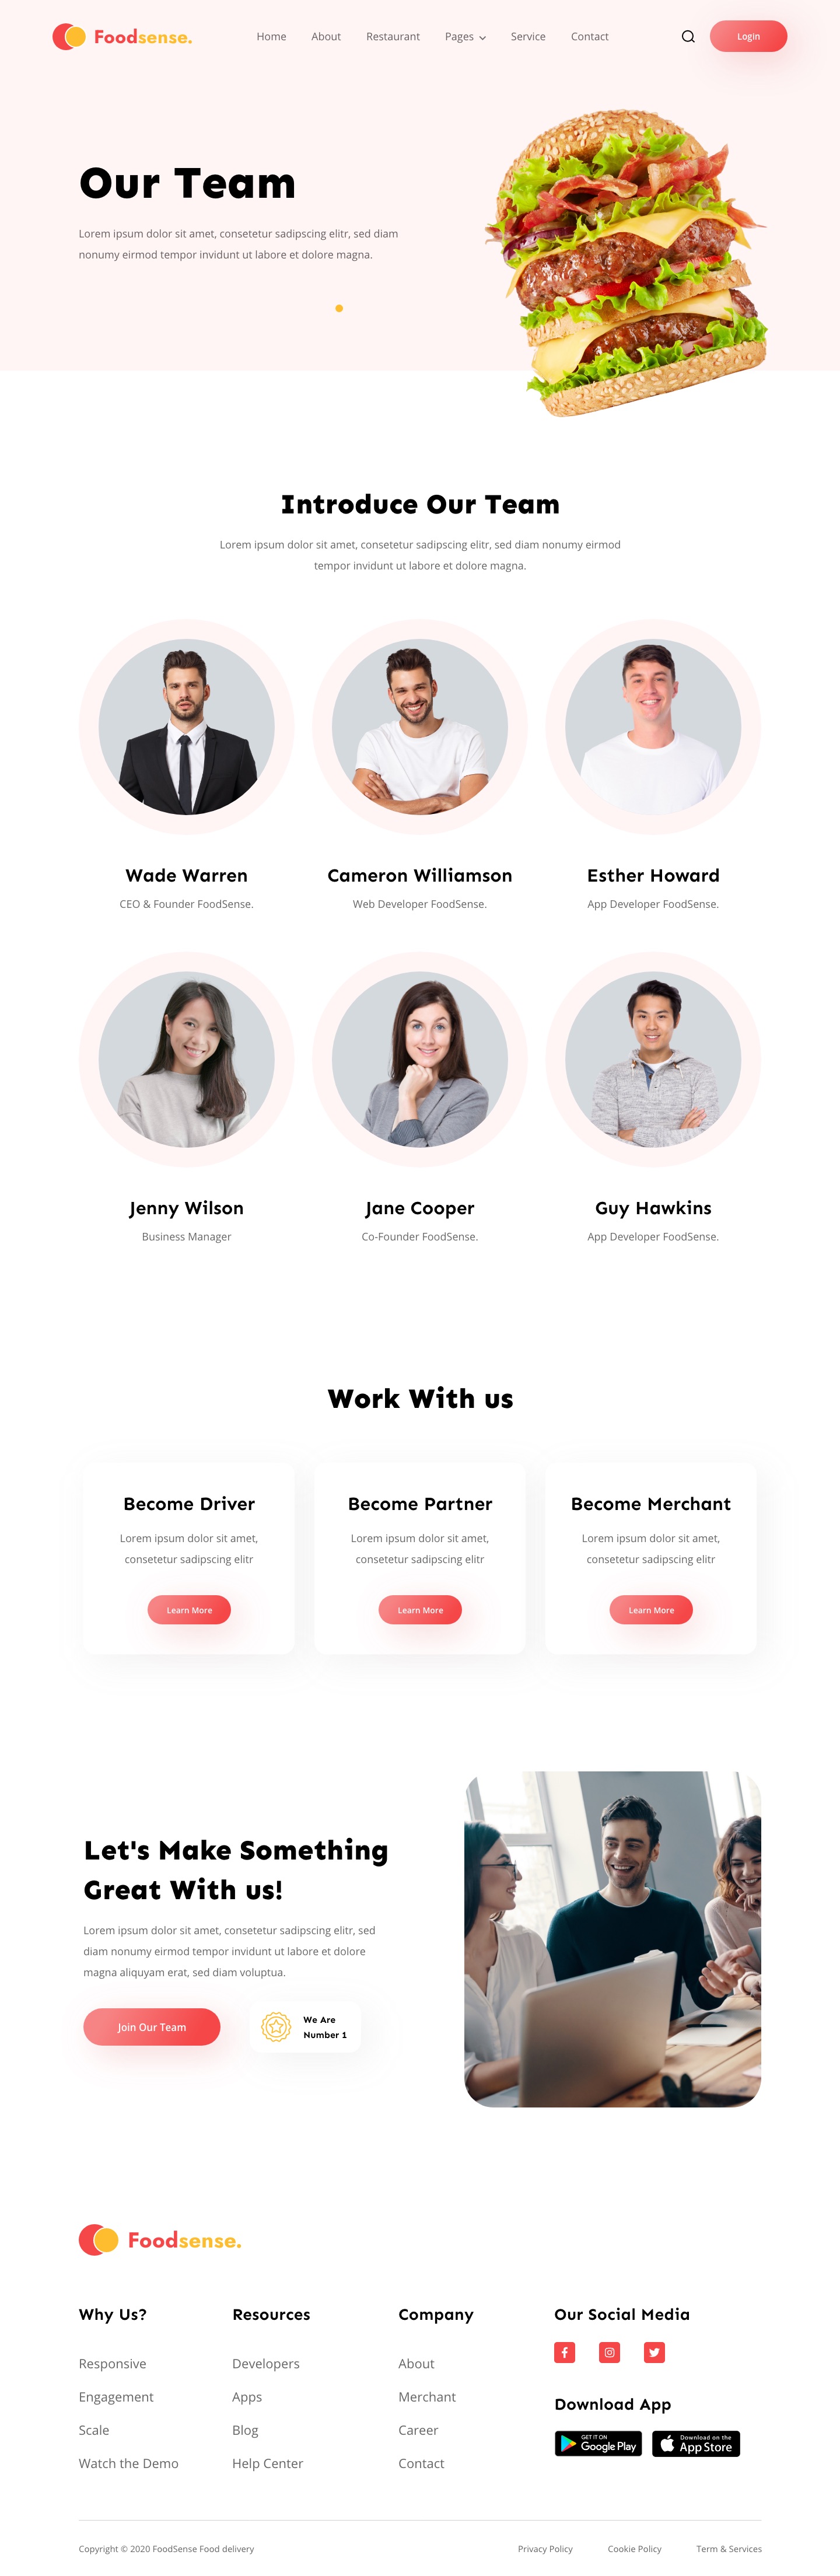 Foodsense.
Home About Restaurant Pages Service Contact
Login
Our Team
Lorem ipsum dolor sit amet, consetetur sadipscing elitr, sed diam
nonumy eirmod tempor invidunt ut labore et dolore magna.
Introduce Our Team
Lorem ipsum dolor sit amet, consetetur sadipscing elitr, sed diam nonumy eirmod
tempor invidunt ut labore et dolore magna.
Wade Warren
CEO & Founder FoodSense.
Cameron Williamson
Web Developer FoodSense.
Esther Howard
App Developer FoodSense.
Jenny Wilson
Business Manager
Jane Cooper
Co-Founder FoodSense.
Guy Hawkins
App Developer FoodSense.
Work With us
Become Driver
Lorem ipsum dolor sit amet,
consetetur sadipscing elitr
Learn More
Become Partner
Lorem ipsum dolor sit amet,
consetetur sadipscing elitr
Learn More
Become Merchant
Lorem ipsum dolor sit amet,
consetetur sadipscing elitr
Learn More
Let's Make Something
Great With us!
Lorem ipsum dolor sit amet, consetetur sadipscing elitr, sed
diam nonumy eirmod tempor invidunt ut labore et dolore
magna aliquyam erat, sed diam voluptua.
Join Our Team
We Are
Number 1
Foodsense.
Why Us?
Responsive
Engagement
Scale
Watch the Demo
Resources
Developers
Apps
Blog
Help Center
Company
About
Merchant
Career
Contact
Our Social Media
Download App
GET IT ON
Google Play
Download on the
App Store
Copyright © 2020 FoodSense Food delivery
Privacy Policy Cookie Policy Term & Services